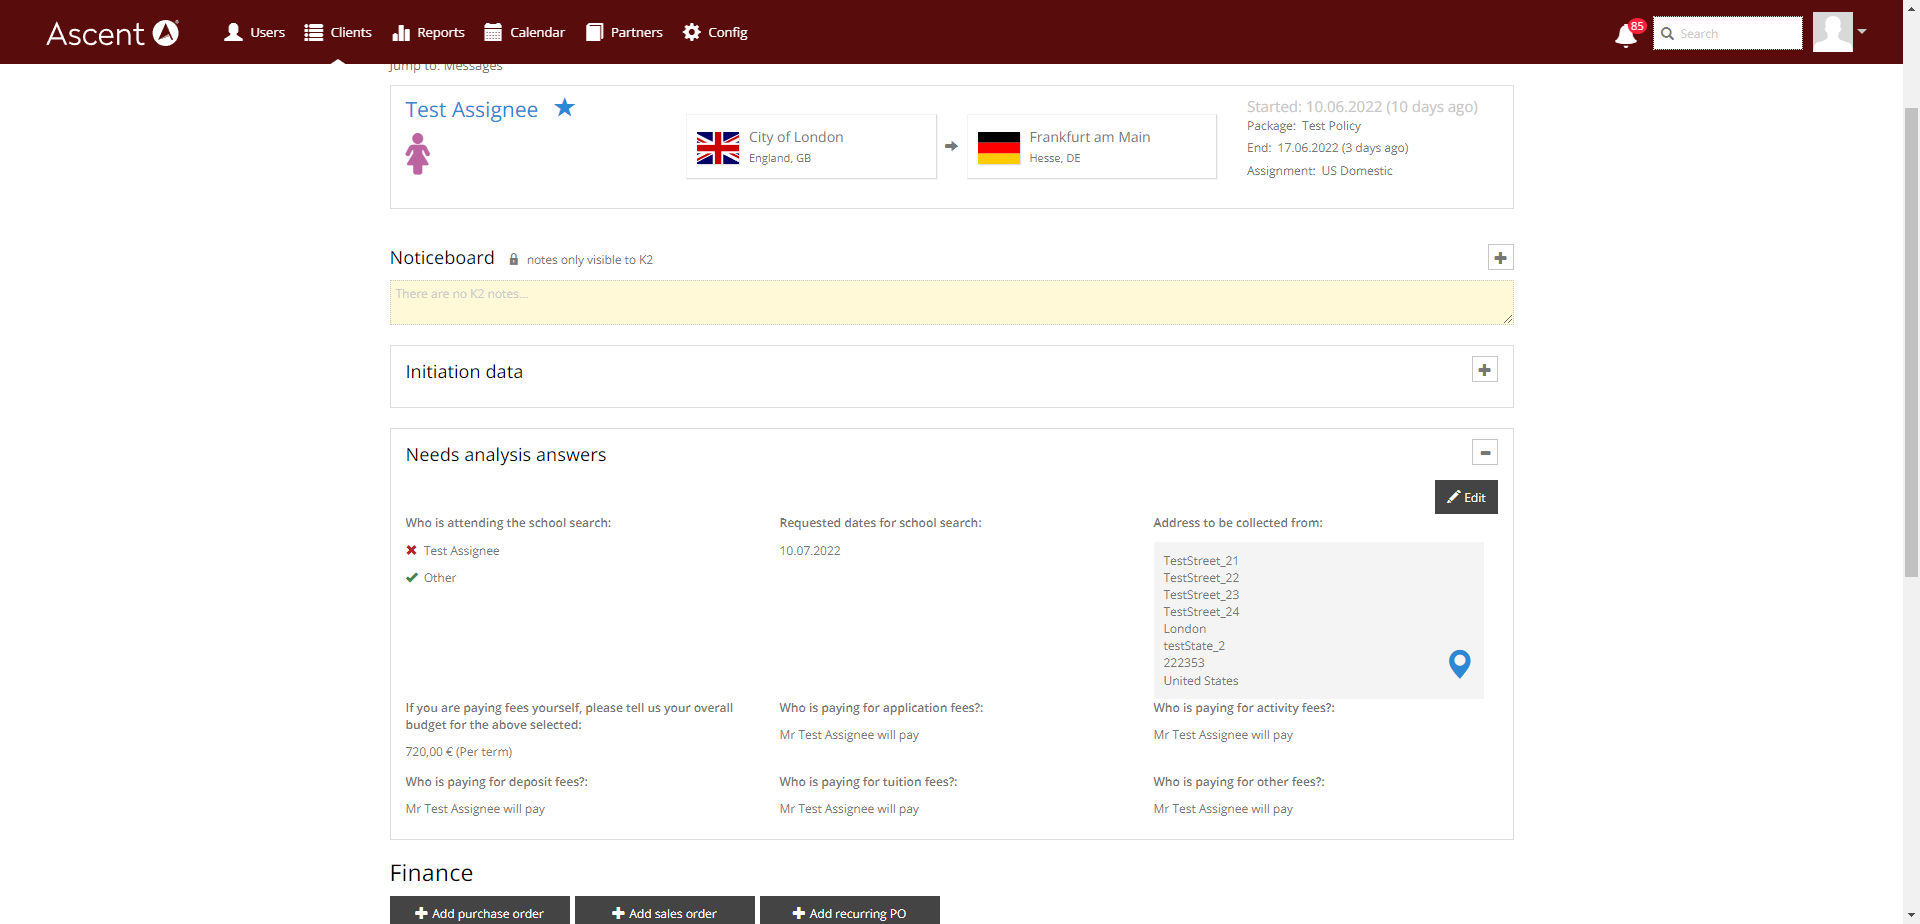 Ascent
Users
Clients
Reports
Calendar
Partners
Config
85
Search
Jump to: Messages
Test Assignee
City of London
England, GB
Frankfurt am Main
Hesse, DE
Started: 10.06.2022 (10 days ago)
Package: Test Policy
End: 17.06.2022 (3 days ago)
Assignment: US Domestic
Noticeboard
notes only visible to K2
There are no K2 notes...
Initiation data
Needs analysis answers
Edit
Who is attending the school search:
Test Assignee
Other
Requested dates for school search:
10.07.2022
Address to be collected from:
TestStreet_21
TestStreet_22
TestStreet_23
TestStreet_24
London
testState_2
222353
United States
If you are paying fees yourself, please tell us your overall
budget for the above selected:
720,00 € (Per term)
Who is paying for application fees?:
Mr Test Assignee will pay
Who is paying for activity fees?:
Mr Test Assignee will pay
Who is paying for deposit fees?:
Mr Test Assignee will pay
Who is paying for tuition fees?:
Mr Test Assignee will pay
Who is paying for other fees?:
Mr Test Assignee will pay
Finance
Add purchase order
Add sales order
Add recurring PO